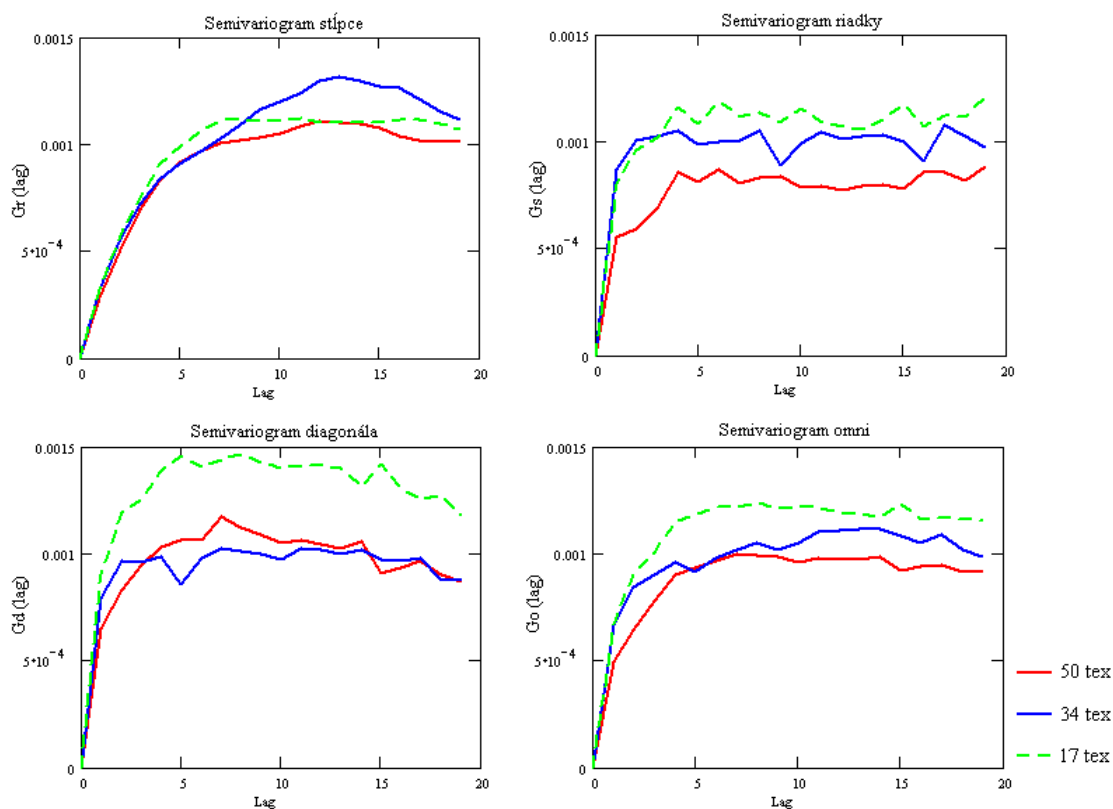 Semivariogram stĺpce
0.0015
0.001
5•10⁻⁴
0
0 5 10 15 20
Gr (lag)
Lag
Semivariogram riadky
0.0015
0.001
5•10⁻⁴
0
0 5 10 15 20
Gs (lag)
Lag
Semivariogram diagonála
0.0015
0.001
5•10⁻⁴
0
0 5 10 15 20
Gd (lag)
Lag
Semivariogram omni
0.0015
0.001
5•10⁻⁴
0
0 5 10 15 20
Go (lag)
Lag
50 tex
34 tex
17 tex